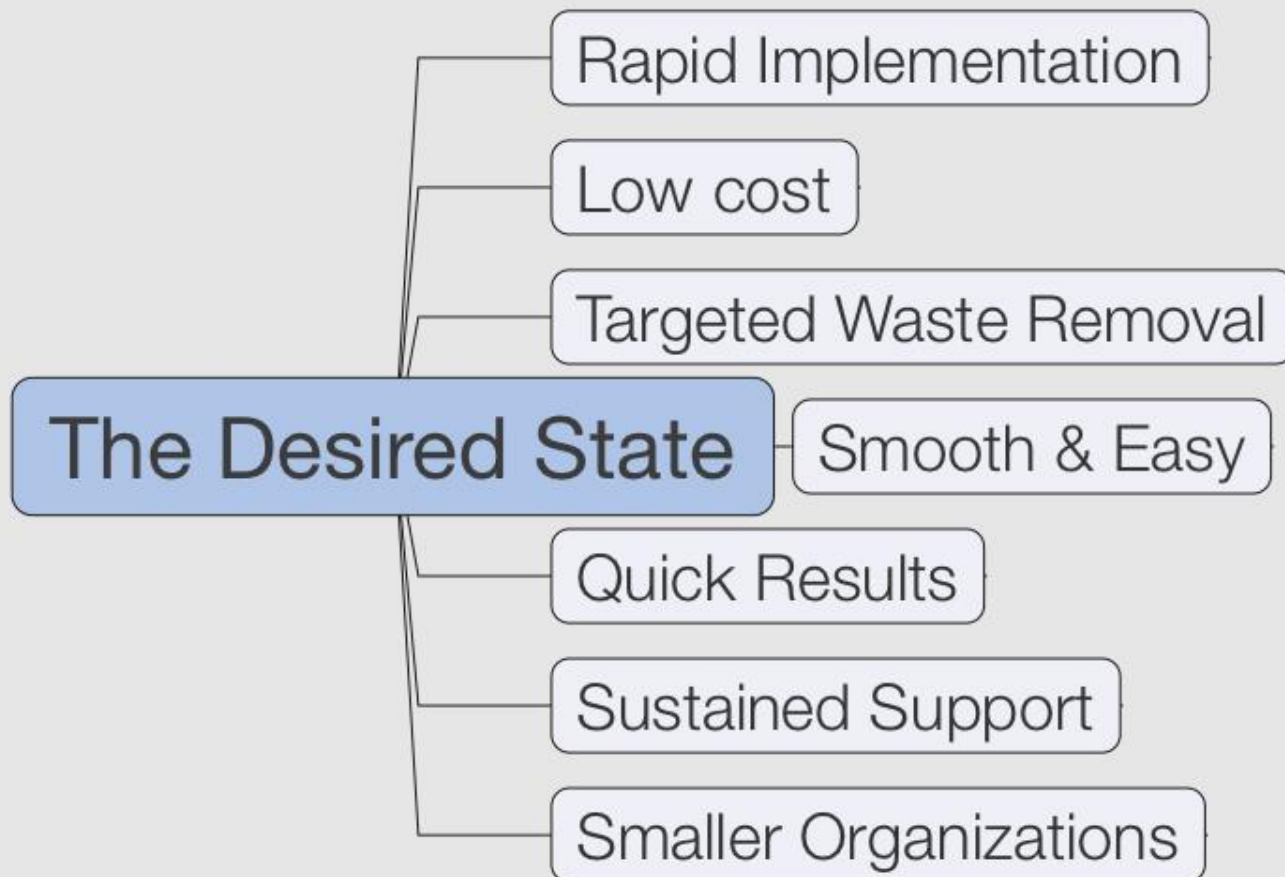 Rapid Implementation
Low cost
Targeted Waste Removal
The Desired State
Smooth & Easy
Quick Results
Sustained Support
Smaller Organizations